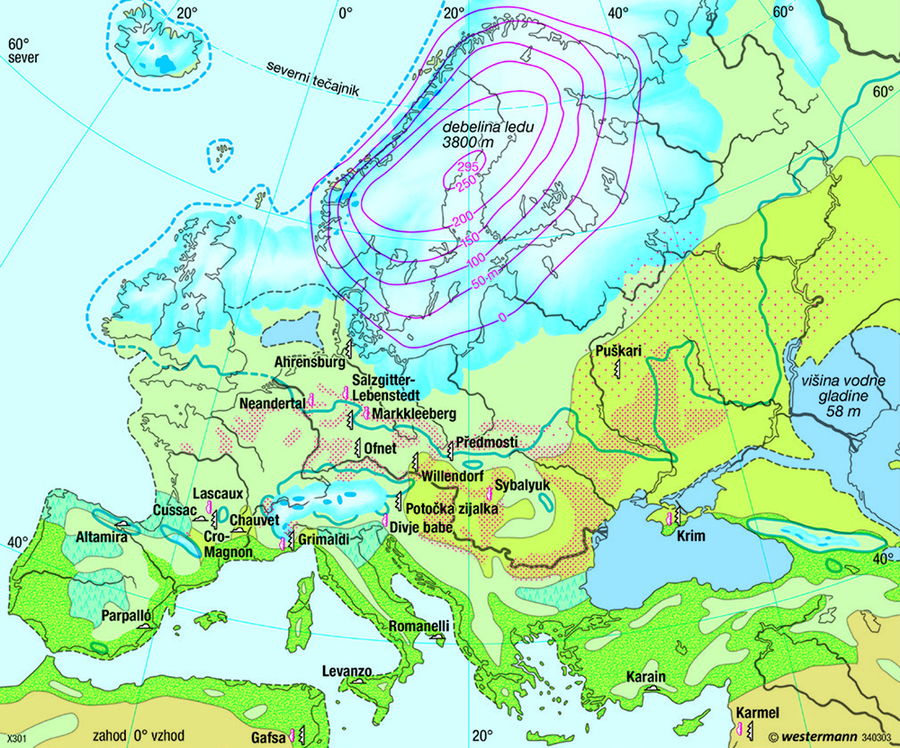 20°
0°
20°
40°
60°
60°
sever
severni tečajnik
60°
debelina ledu
3800 m
295
250
200
150
100
50 m
0
Ahrensburg
Puškari
Salzgitter-
Lebenstedt
Neandertal
Markkleeberg
višina vodne
gladine
58 m
Ofnet
Předmosti
Willendorf
Sybalyuk
Lascaux
Cussac
Chauvet
Potočka zijalka
Altamira
Cro-
Magnon
Grimaldi
Divje babe
Krim
40°
40°
Parpalló
Romanelli
Levanzo
Karain
Karmel
X301
zahod 0° vzhod
Gafsa
20°
© westermann 340303